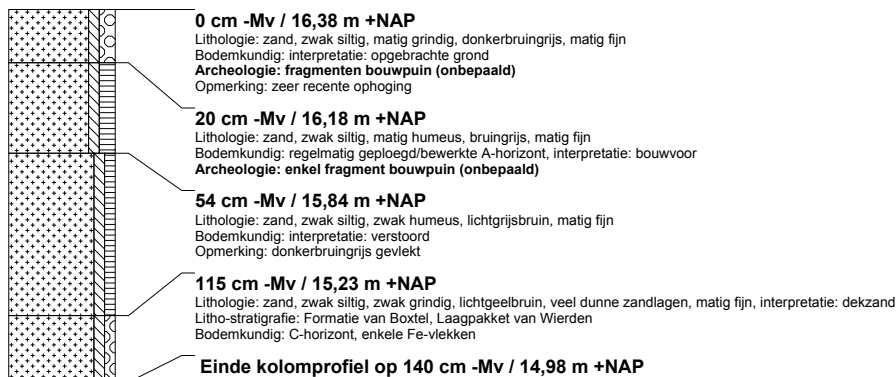 0 cm -Mv / 16,38 m +NAP
Lithologie: zand, zwak siltig, matig grindig, donkerbruingrijs, matig fijn
Bodemkundig: interpretatie: opgebrachte grond
Archeologie: fragmenten bouwpuin (onbepaald)
Opmerking: zeer recente ophoging
20 cm -Mv / 16,18 m +NAP
Lithologie: zand, zwak siltig, matig humeus, bruingrijs, matig fijn
Bodemkundig: regelmatig geploegd/bewerkte A-horizont, interpretatie: bouwvoor
Archeologie: enkel fragment bouwpuin (onbepaald)
54 cm -Mv / 15,84 m +NAP
Lithologie: zand, zwak siltig, zwak humeus, lichtgrijsbruin, matig fijn
Bodemkundig: interpretatie: verstoord
Opmerking: donkerbruingrijs gevlekt
115 cm -Mv / 15,23 m +NAP
Lithologie: zand, zwak siltig, zwak grindig, lichtgeelbruin, veel dunne zandlagen, matig fijn, interpretatie: dekzand
Litho-stratigrafie: Formatie van Boxtel, Laagpakket van Wierden
Bodemkundig: C-horizont, enkele Fe-vlekken
Einde kolomprofiel op 140 cm -Mv / 14,98 m +NAP